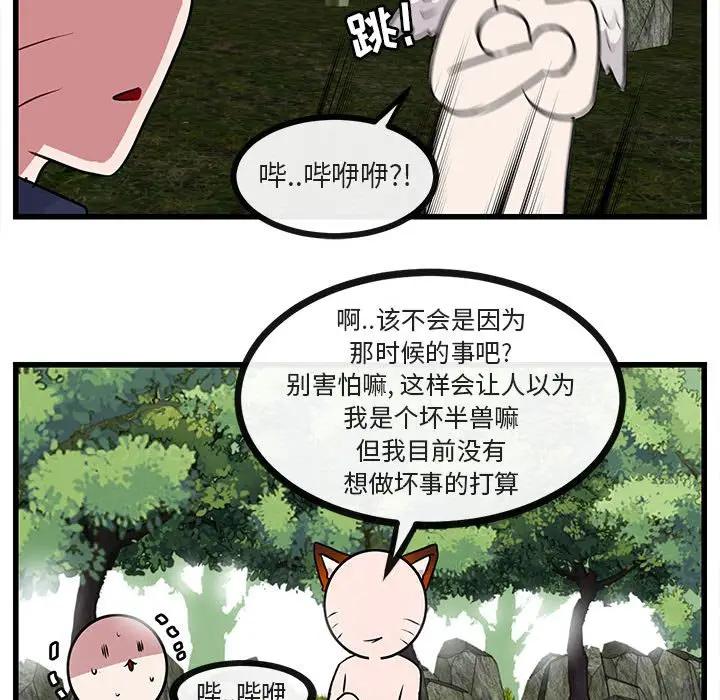 跳!
哔..哔咿咿?!
啊..该不会是因为
那时候的事吧?
别害怕嘛, 这样会让人以为
我是个坏半兽嘛
但我目前没有
想做坏事的打算
哔..哔咿